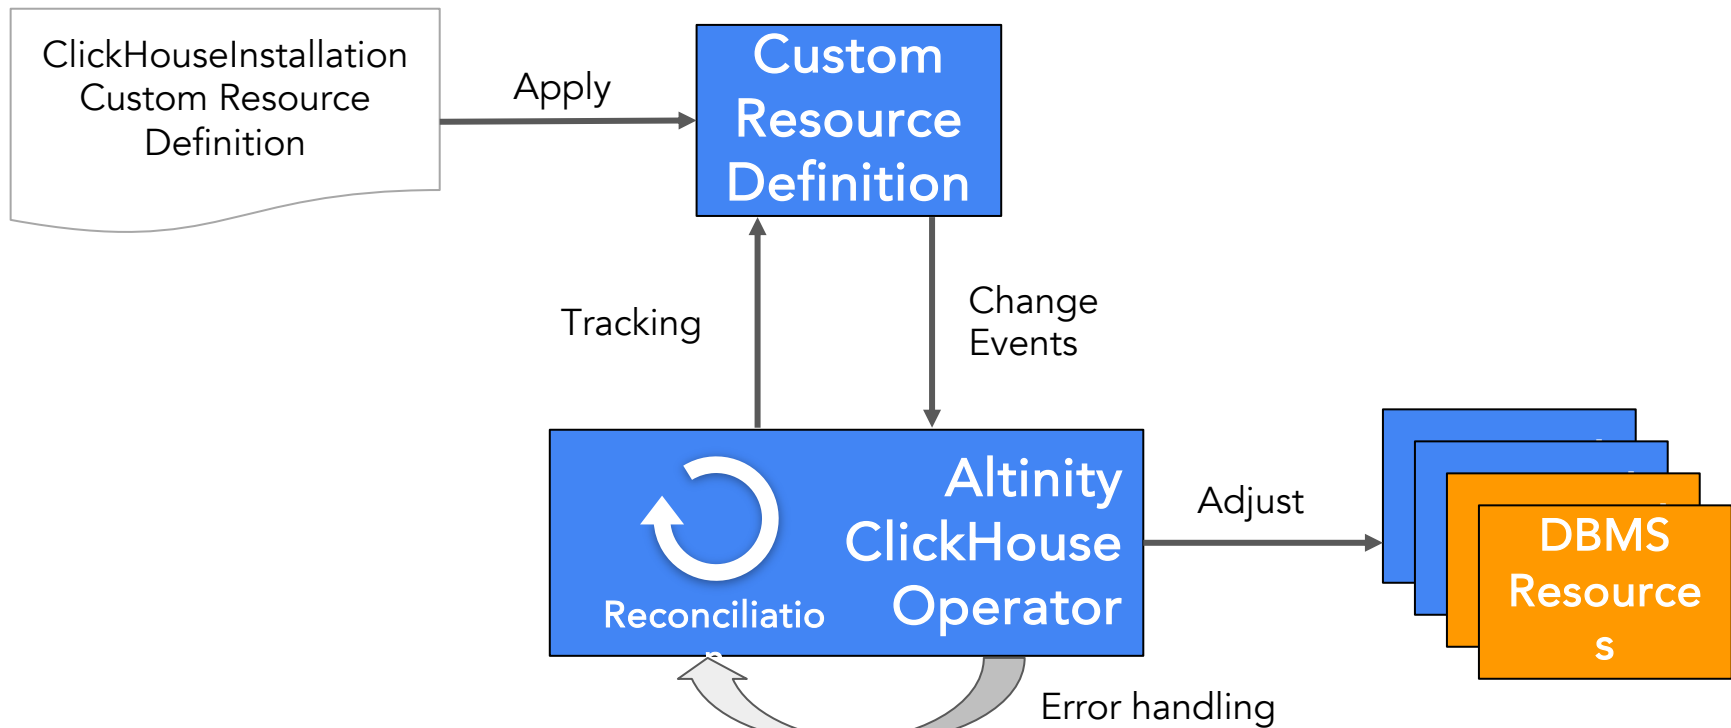 ClickHouseInstallation
Custom Resource
Definition
Apply
Custom
Resource
Definition
Tracking
Change
Events
Altinity
ClickHouse
Operator
Reconciliatio
n
Adjust
DBMS
Resource
s
Error handling